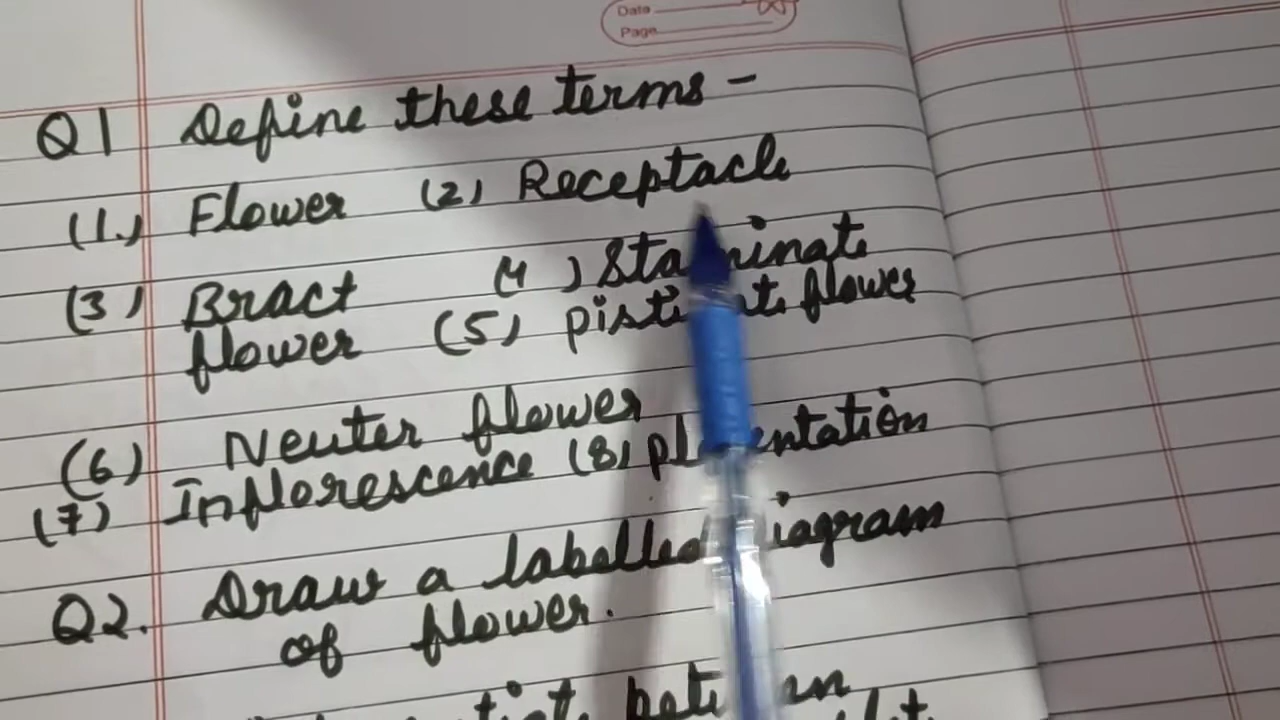 Date
Page
Q1 Define these terms -
(1.) Flower (2) Receptacle
(3) Bract (4) Staminate
flower (5) pistillate flower
(6) Neuter flower
(7) Inflorescence (8) placentation
Q2. Draw a labelled diagram
of flower.